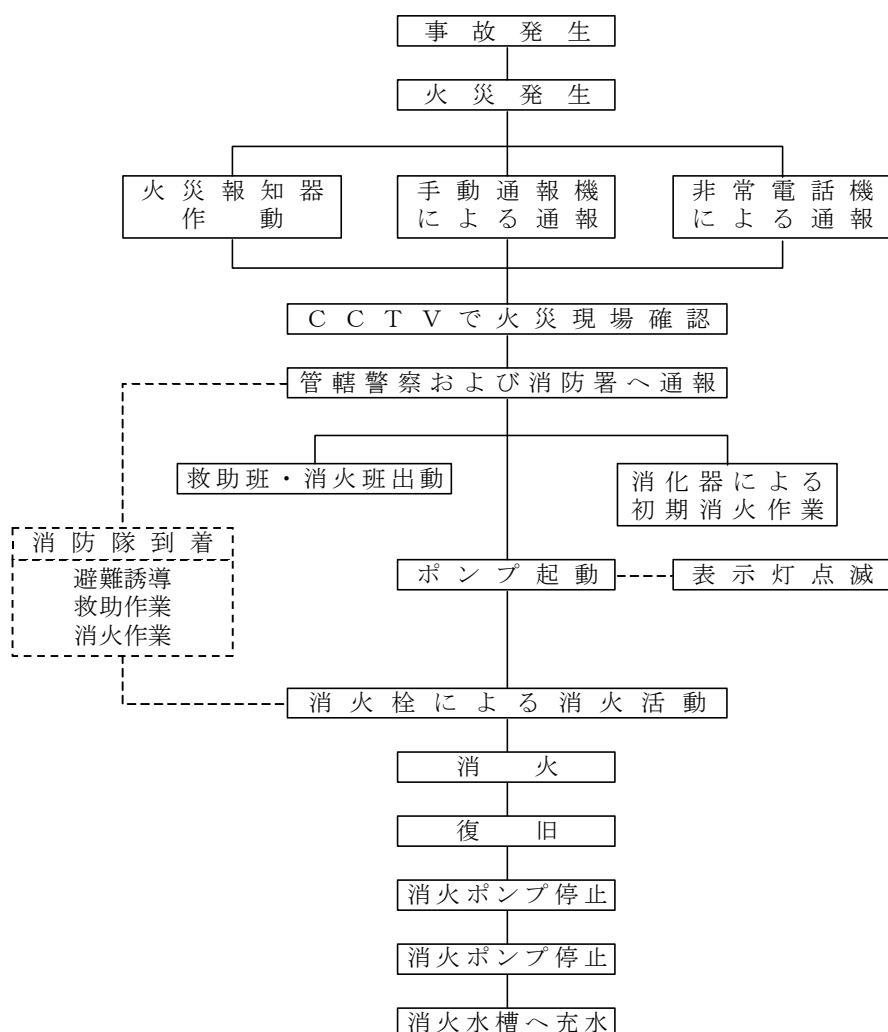 事故発生
火災発生
火災報知器
作動
手動通報機
による通報
非常電話機
による通報
CCTVで火災現場確認
管轄警察および消防署へ通報
救助班・消火班出動
消化器による
初期消火作業
消防隊到着
避難誘導
救助作業
消火作業
ポンプ起動
表示灯点滅
消火栓による消火活動
消火
復旧
消火ポンプ停止
消火ポンプ停止
消火水槽へ充水